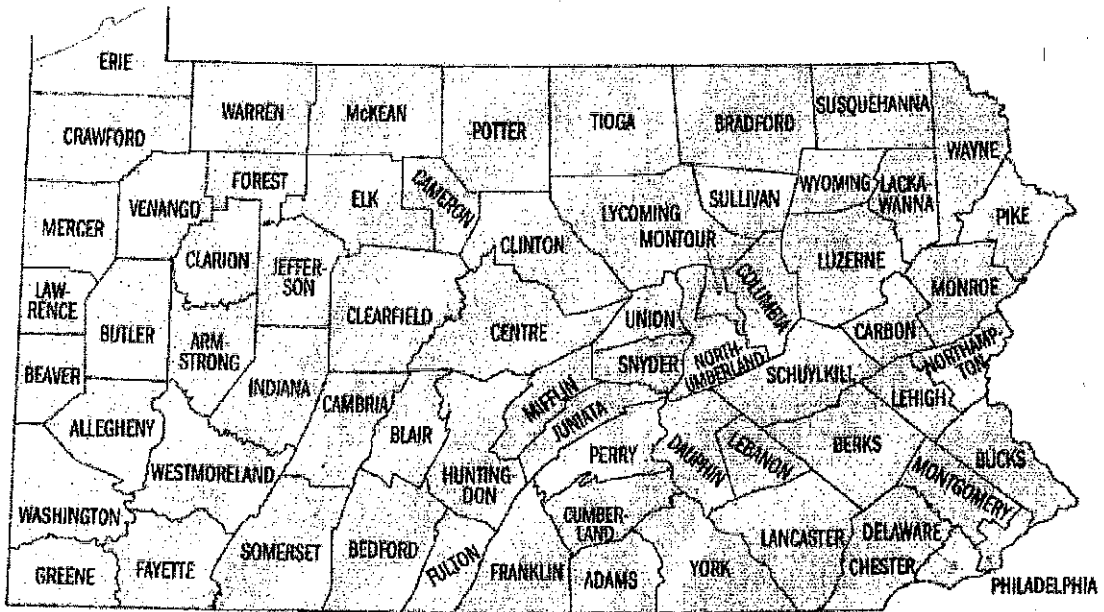 ERIE
WARREN
McKEAN
POTTER
TIOGA
BRADFORD
SUSQUEHANNA
WAYNE
CRAWFORD
FOREST
ELK
CAMERON
SULLIVAN
WYOMING
LACKA-
WANNA
PIKE
MERCER
VENANGO
CLARION
JEFFER-
SON
CLINTON
LYCOMING
MONTOUR
COLUMBIA
LUZERNE
MONROE
LAW-
RENCE
BUTLER
ARM-
STRONG
CLEARFIELD
CENTRE
UNION
SNYDER
NORTH-
UMBERLAND
SCHUYLKILL
CARBON
NORTHAMP-
TON
LEHIGH
BEAVER
ALLEGHENY
INDIANA
CAMBRIA
BLAIR
MIFFLIN
JUNIATA
PERRY
DAUPHIN
LEBANON
BERKS
MONTGOMERY
BUCKS
WASHINGTON
WESTMORELAND
HUNTING-
DON
CUMBER-
LAND
LANCASTER
DELAWARE
CHESTER
PHILADELPHIA
GREENE
FAYETTE
SOMERSET
BEDFORD
FULTON
FRANKLIN
ADAMS
YORK